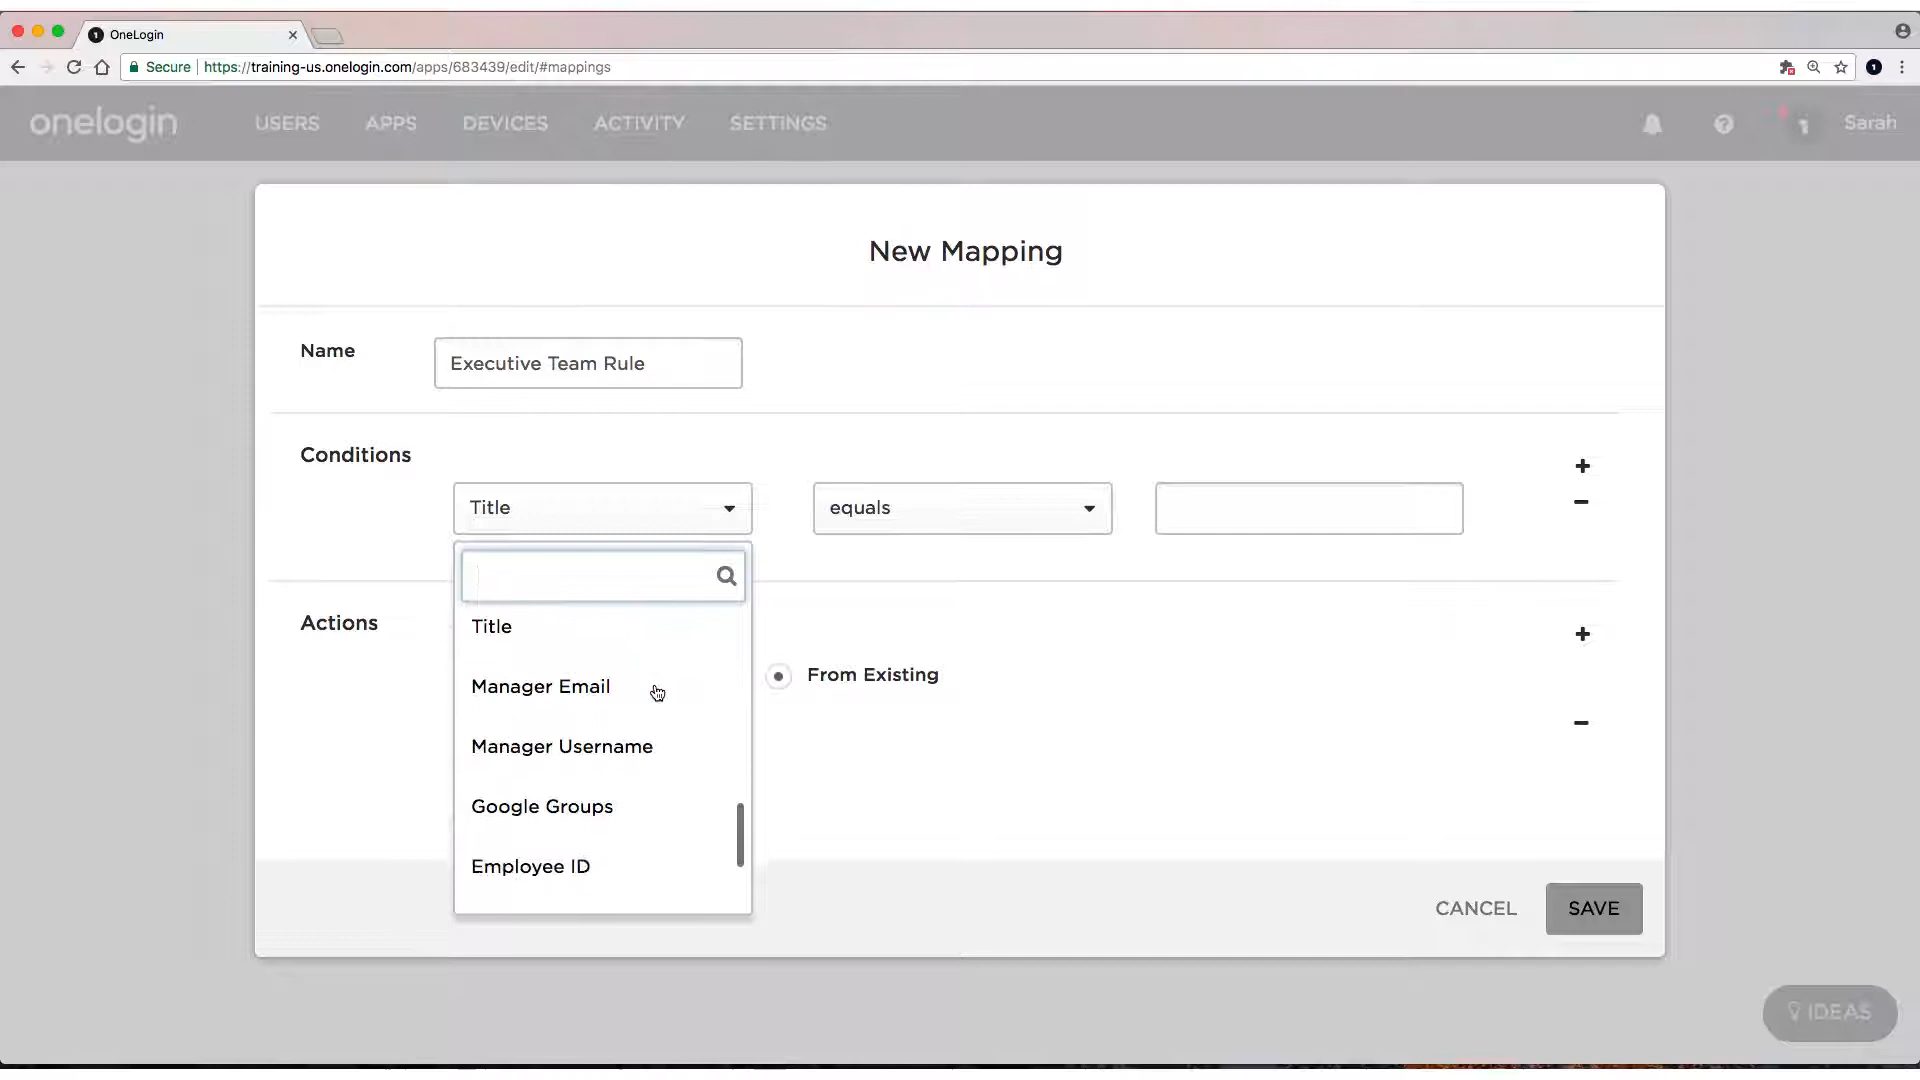 OneLogin
Secure https://training-us.onelogin.com/apps/683439/edit/#mappings
onelogin USERS APPS DEVICES ACTIVITY SETTINGS Sarah
New Mapping
Name Executive Team Rule
Conditions
Title equals
Title
Actions
From Existing
Manager Email
Manager Username
Google Groups
Employee ID
CANCEL SAVE
IDEAS